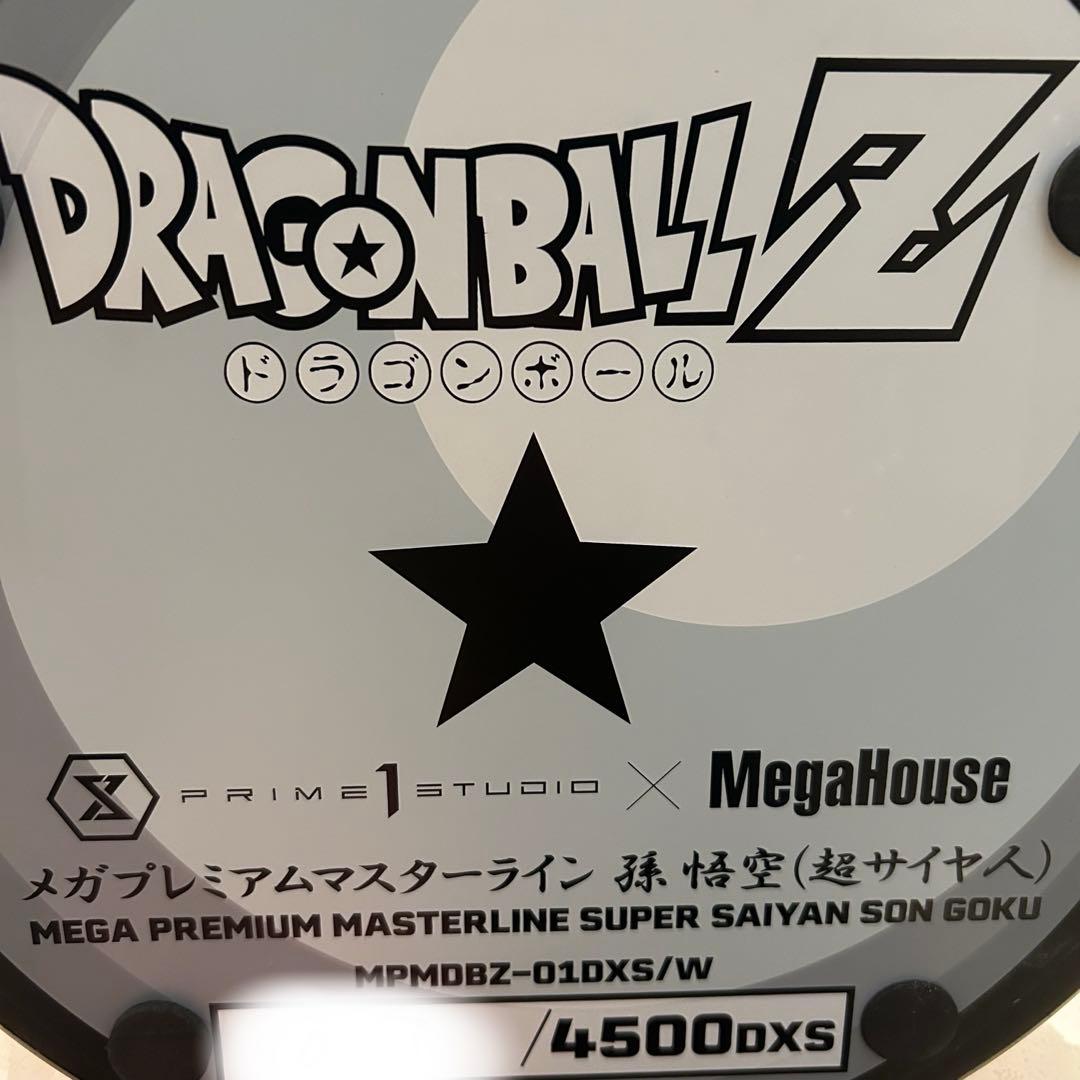 DRAGONBALL Z
ドラゴンボール
PRIME 1 STUDIO × MegaHouse
メガプレミアムマスターライン 孫 悟空(超サイヤ人)
MEGA PREMIUM MASTERLINE SUPER SAIYAN SON GOKU
MPMDBZ-01DXS/W
/4500DXS